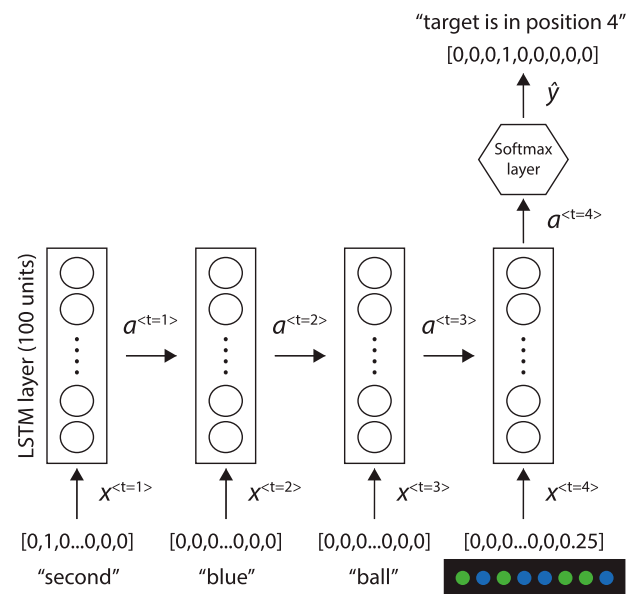 “target is in position 4”
[0,0,0,1,0,0,0,0,0]
ŷ
Softmax
layer
a<t=4>
LSTM layer (100 units)
a<t=1>
a<t=2>
a<t=3>
x<t=1>
x<t=2>
x<t=3>
x<t=4>
[0,1,0...0,0,0]
[0,0,0...0,0,0]
[0,0,0...0,0,0]
[0,0,0...0,0,0.25]
“second”
“blue”
“ball”